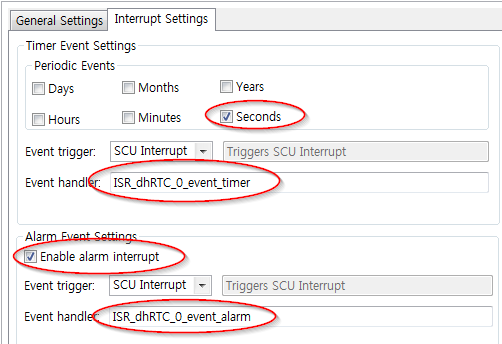 General Settings Interrupt Settings
Timer Event Settings
Periodic Events
Days Months Years
Hours Minutes Seconds
Event trigger: SCU Interrupt Triggers SCU Interrupt
Event handler: ISR_dhRTC_0_event_timer
Alarm Event Settings
Enable alarm interrupt
Event trigger: SCU Interrupt Triggers SCU Interrupt
Event handler: ISR_dhRTC_0_event_alarm